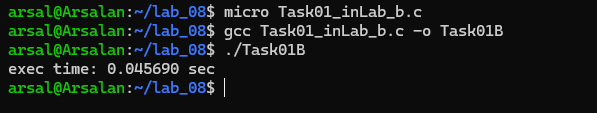 arsal@Arsalan:~/lab_08$ micro Task01_inLab_b.c
arsal@Arsalan:~/lab_08$ gcc Task01_inLab_b.c -o Task01B
arsal@Arsalan:~/lab_08$ ./Task01B
exec time: 0.045690 sec
arsal@Arsalan:~/lab_08$